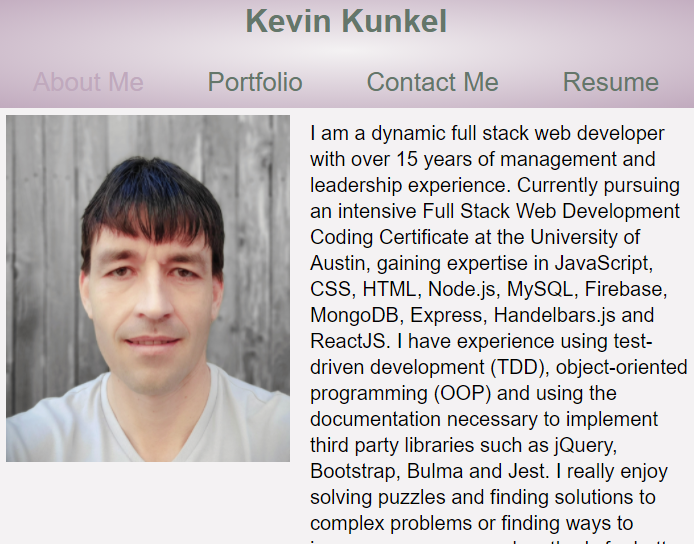 Kevin Kunkel
About Me Portfolio Contact Me Resume
I am a dynamic full stack web developer
with over 15 years of management and
leadership experience. Currently pursuing
an intensive Full Stack Web Development
Coding Certificate at the University of
Austin, gaining expertise in JavaScript,
CSS, HTML, Node.js, MySQL, Firebase,
MongoDB, Express, Handelbars.js and
ReactJS. I have experience using test-
driven development (TDD), object-oriented
programming (OOP) and using the
documentation necessary to implement
third party libraries such as jQuery,
Bootstrap, Bulma and Jest. I really enjoy
solving puzzles and finding solutions to
complex problems or finding ways to